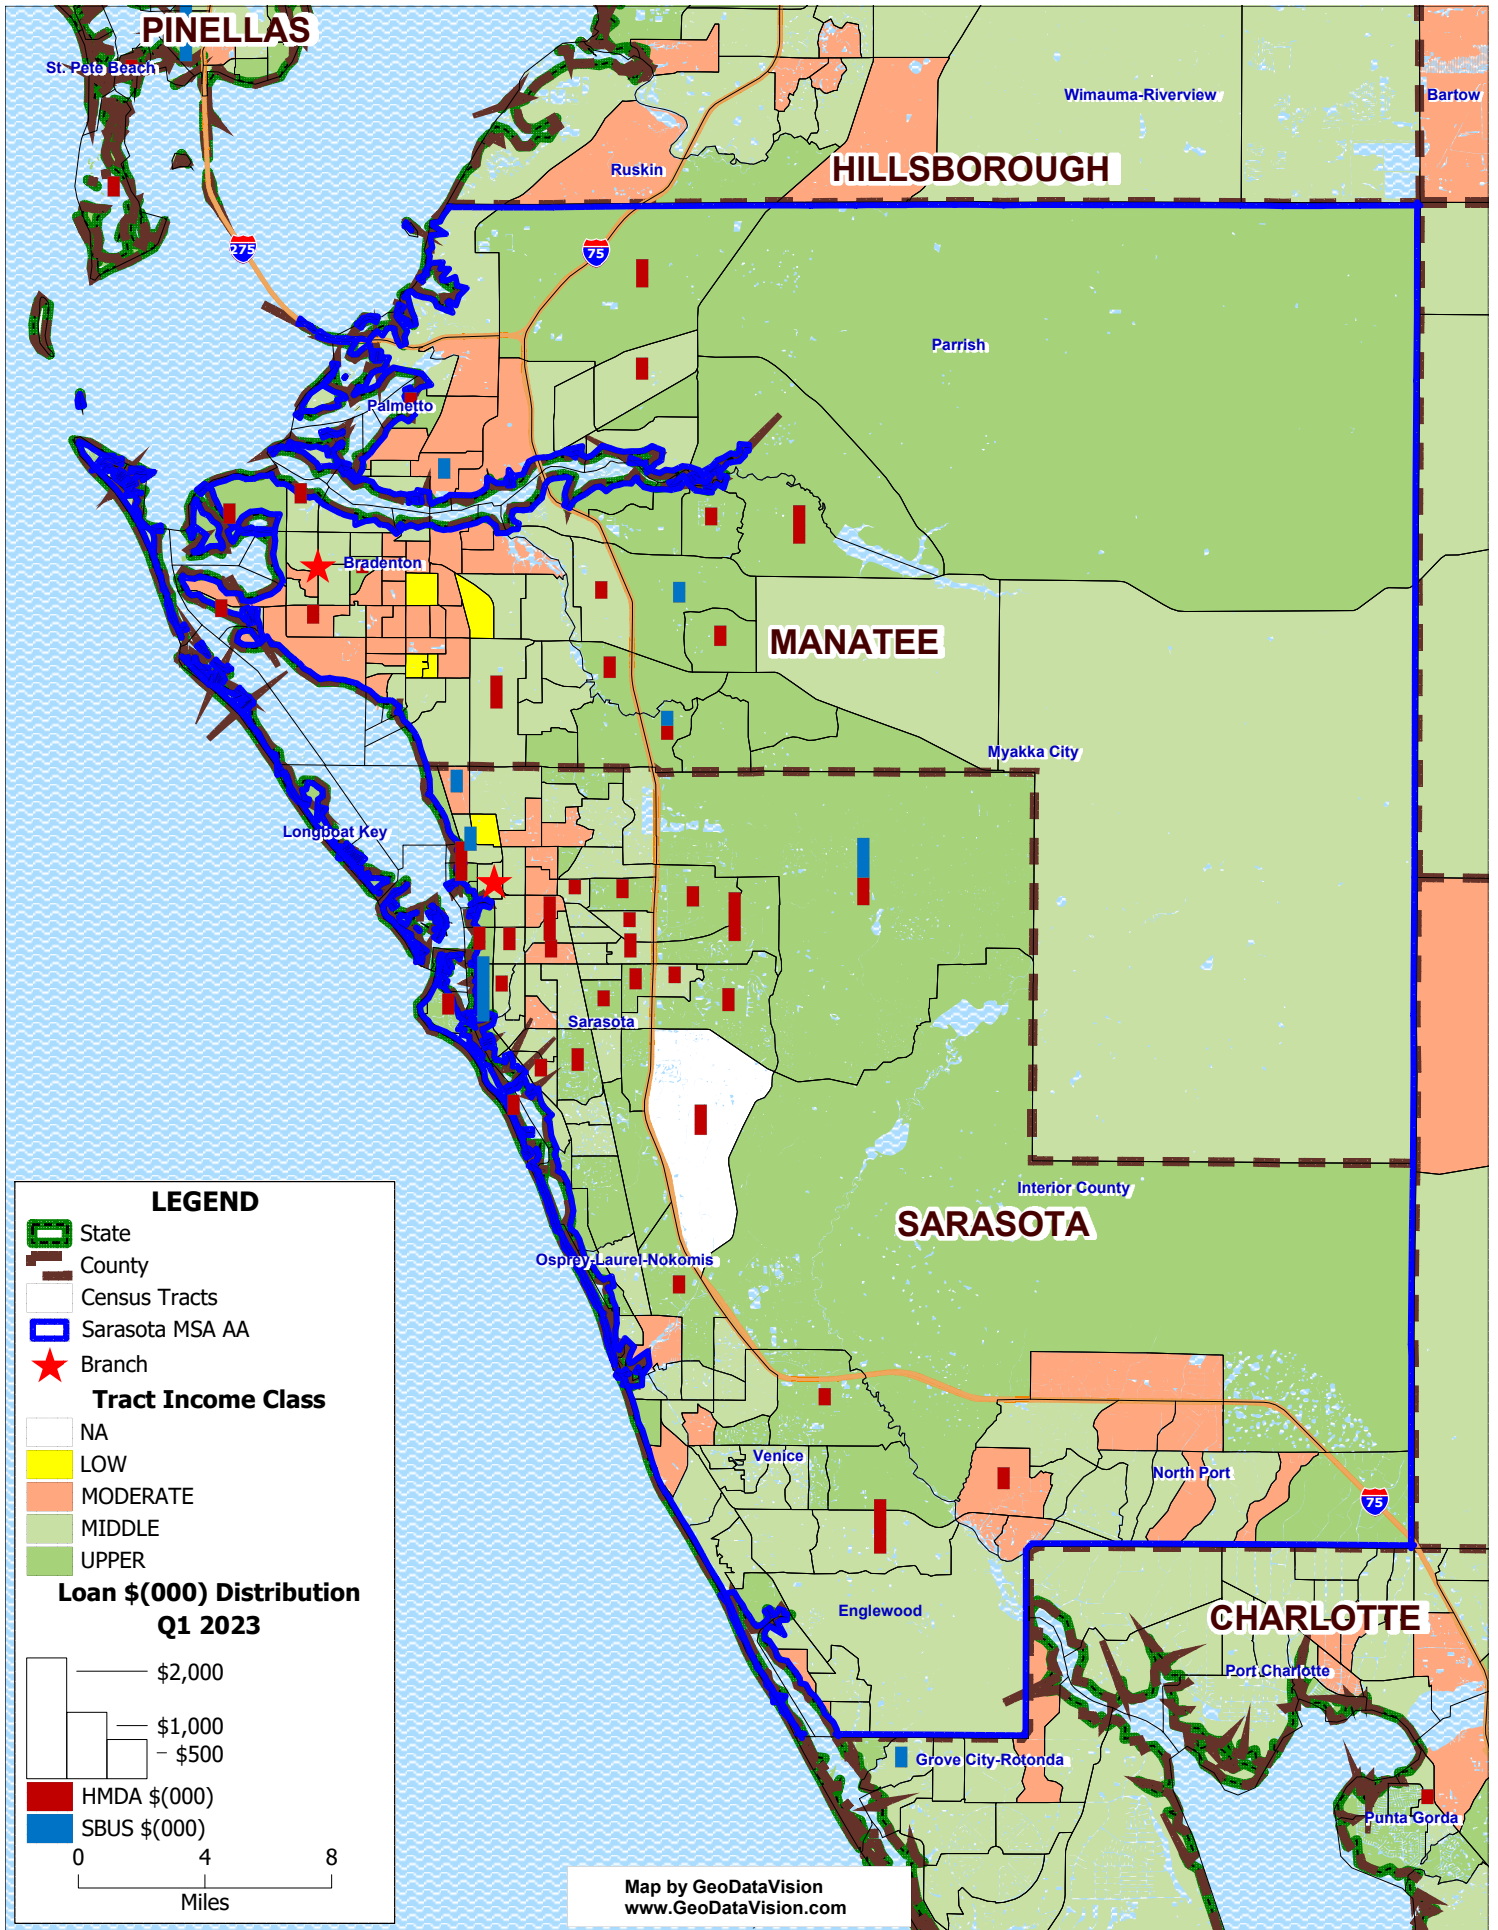 PINELLAS
St. Pete Beach
Wimauma-Riverview
Bartow
Ruskin
HILLSBOROUGH
275
75
Parrish
Palmetto
Bradenton
MANATEE
Myakka City
Longboat Key
Sarasota
Interior County
SARASOTA
Osprey-Laurel-Nokomis
Venice
North Port
75
Englewood
CHARLOTTE
Port Charlotte
Grove City-Rotonda
Punta Gorda
LEGEND
State
County
Census Tracts
Sarasota MSA AA
Branch
Tract Income Class
NA
LOW
MODERATE
MIDDLE
UPPER
Loan $(000) Distribution
Q1 2023
$2,000
$1,000
$500
HMDA $(000)
SBUS $(000)
0 4 8
Miles
Map by GeoDataVision
www.GeoDataVision.com